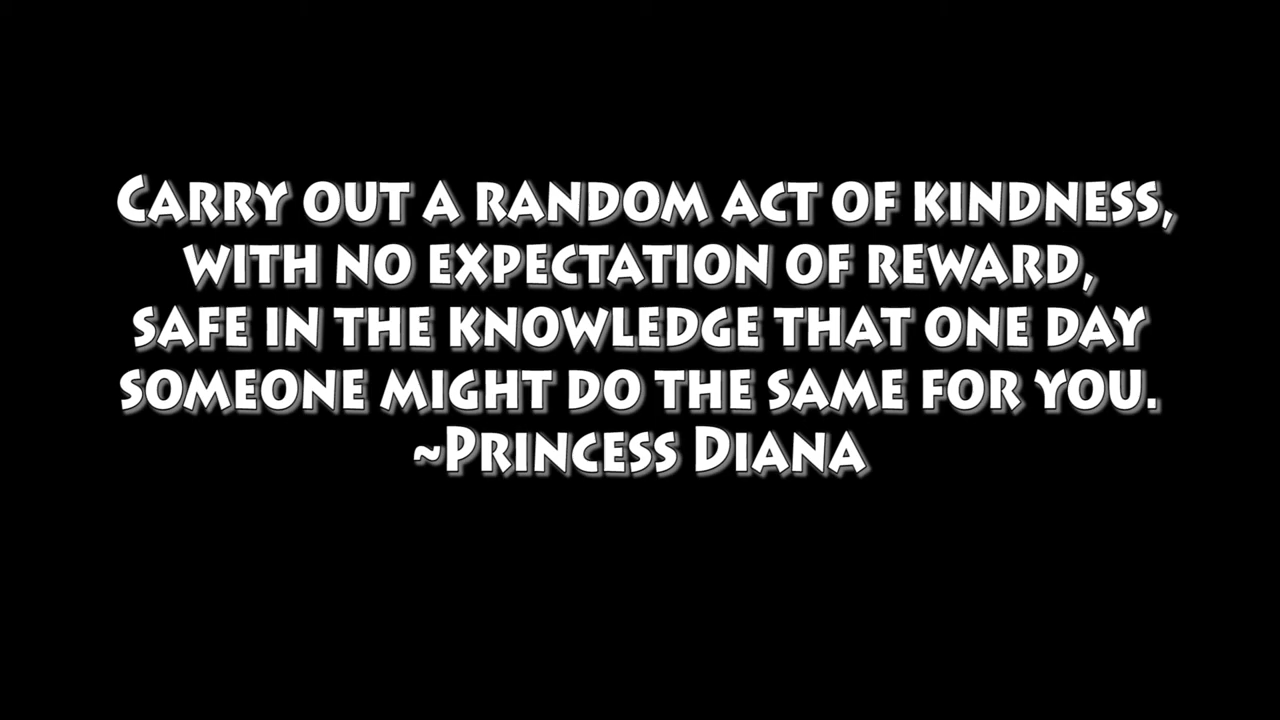 Carry out a random act of kindness,
with no expectation of reward,
safe in the knowledge that one day
someone might do the same for you.
~Princess Diana